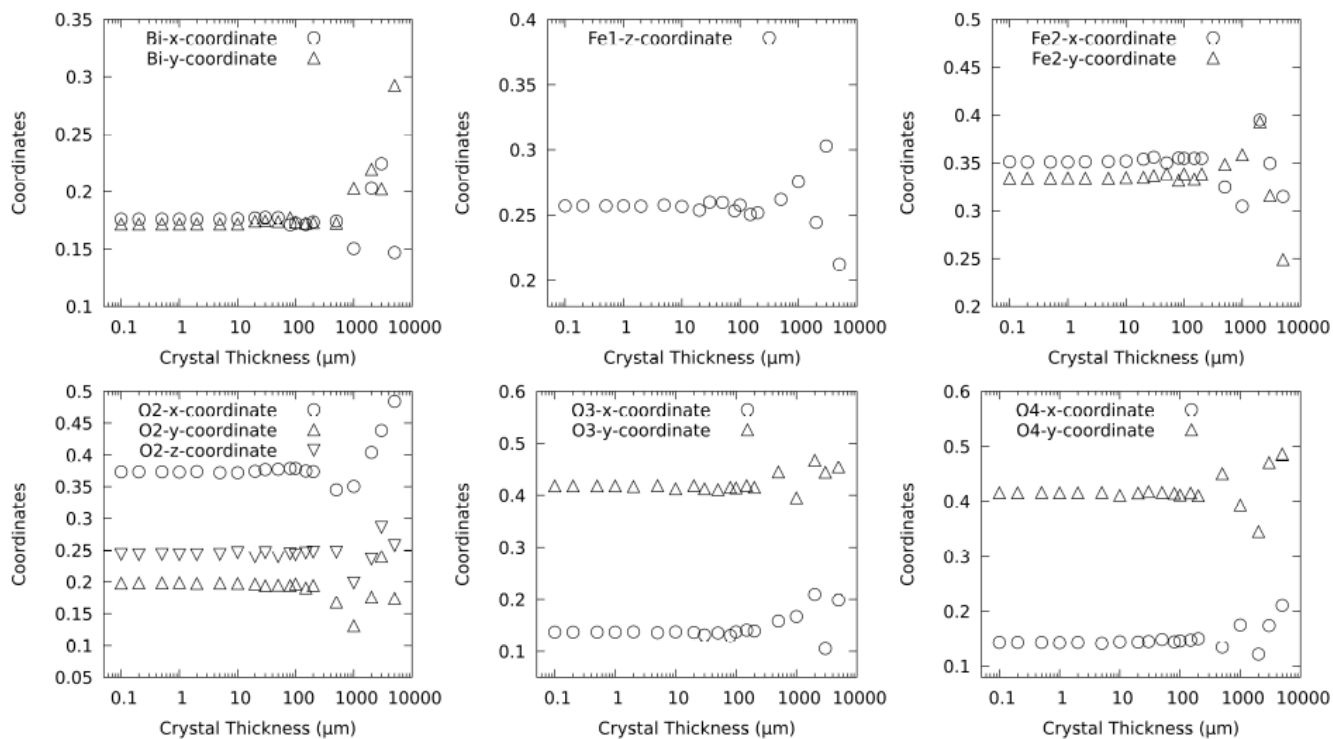 Bi-x-coordinate
Bi-y-coordinate
0.35
0.3
0.25
0.2
0.15
0.1
Coordinates
0.1 1 10 100 1000 10000
Crystal Thickness (μm)
Fe1-z-coordinate
0.4
0.3
0.25
0.2
Coordinates
0.1 1 10 100 1000 10000
Crystal Thickness (μm)
Fe2-x-coordinate
Fe2-y-coordinate
0.5
0.45
0.4
0.35
0.3
0.25
0.2
Coordinates
0.1 1 10 100 1000 10000
Crystal Thickness (μm)
O2-x-coordinate
O2-y-coordinate
O2-z-coordinate
0.5
0.45
0.4
0.35
0.3
0.25
0.2
0.15
0.1
0.05
Coordinates
0.1 1 10 100 1000 10000
Crystal Thickness (μm)
O3-x-coordinate
O3-y-coordinate
0.6
0.5
0.4
0.3
0.2
0.1
Coordinates
0.1 1 10 100 1000 10000
Crystal Thickness (μm)
O4-x-coordinate
O4-y-coordinate
0.6
0.5
0.4
0.3
0.2
0.1
Coordinates
0.1 1 10 100 1000 10000
Crystal Thickness (μm)